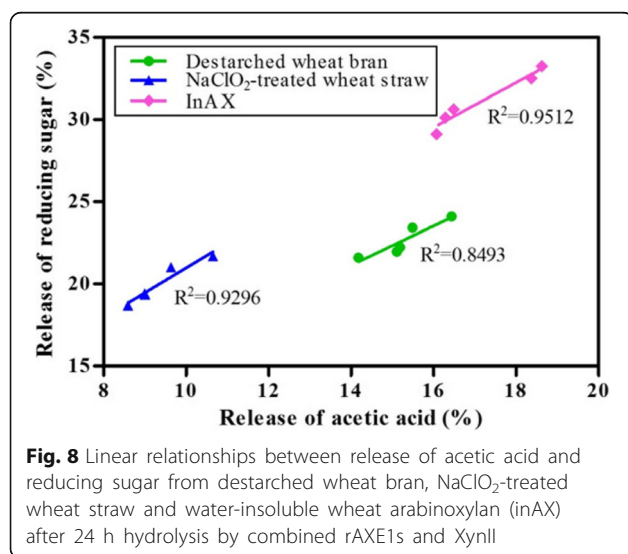 35
30
25
20
15
Release of reducing sugar (%)
Destarched wheat bran
NaClO₂-treated wheat straw
InAX
R²=0.9512
R²=0.8493
R²=0.9296
8 10 12 14 16 18 20
Release of acetic acid (%)
Fig. 8 Linear relationships between release of acetic acid and
reducing sugar from destarched wheat bran, NaClO₂-treated
wheat straw and water-insoluble wheat arabinoxylan (inAX)
after 24 h hydrolysis by combined rAXE1s and XynII